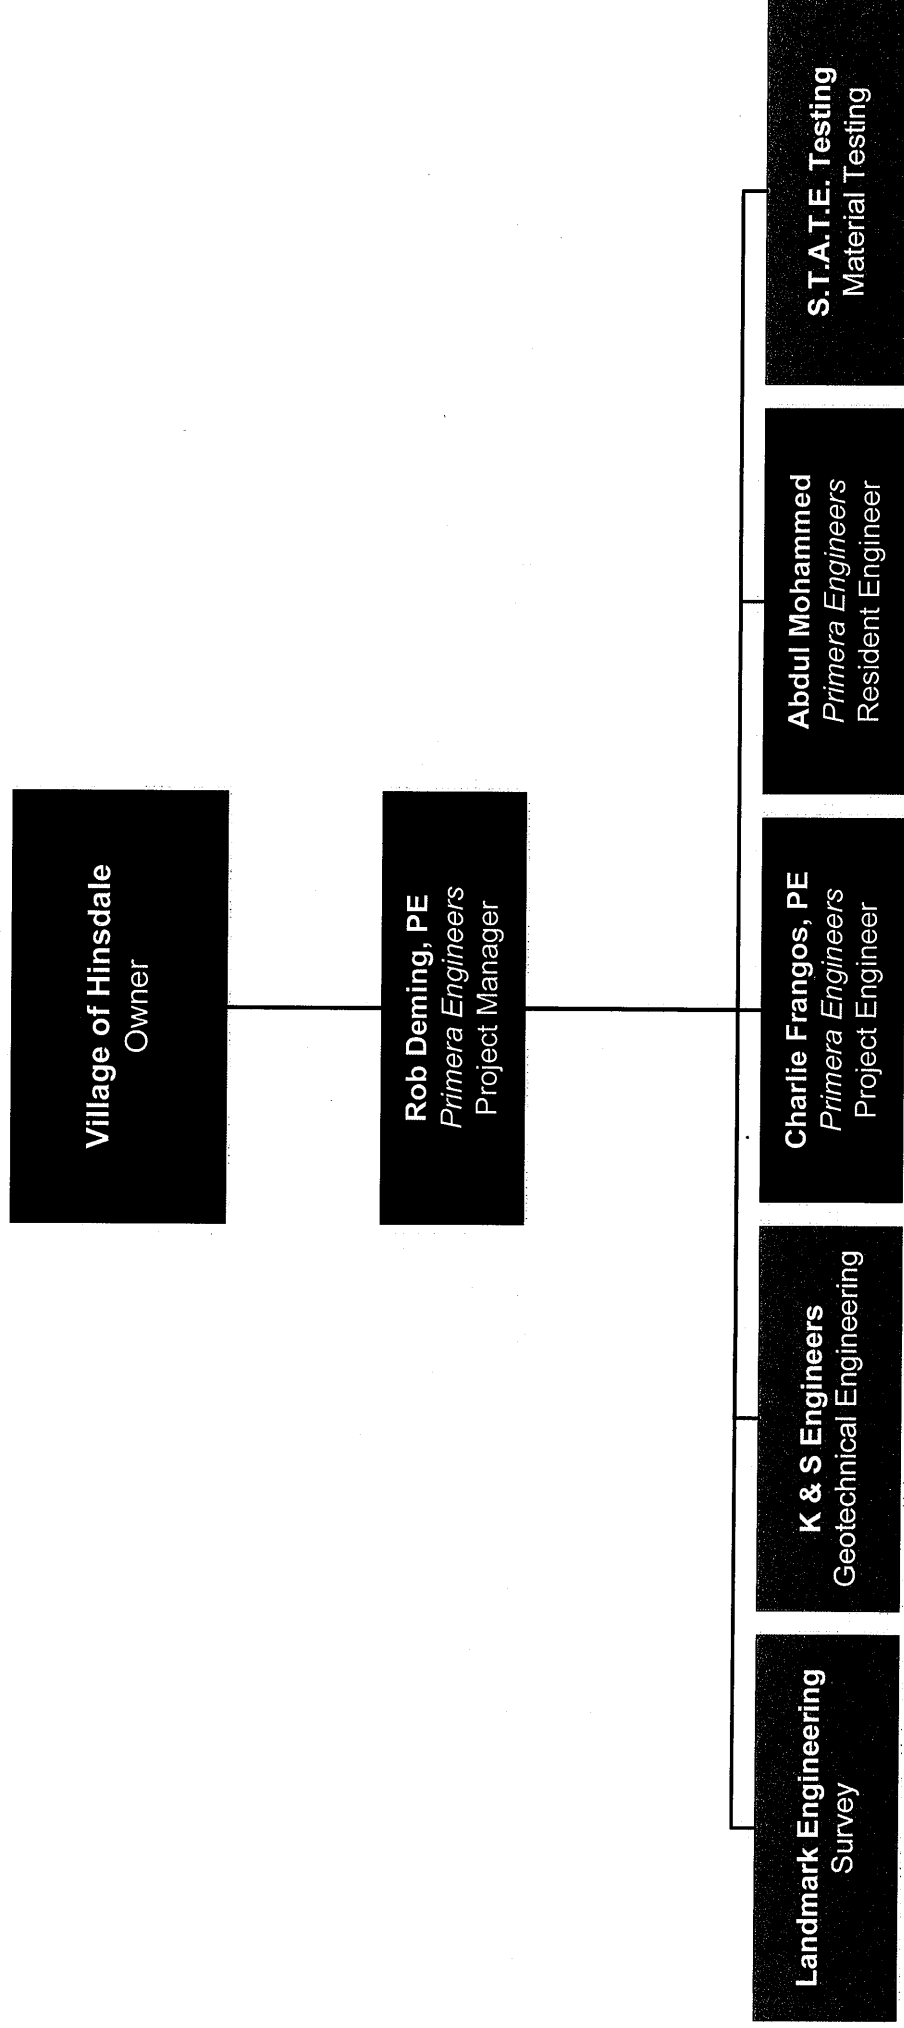 Village of Hinsdale
Owner
Rob Deming, PE
Primera Engineers
Project Manager
Landmark Engineering
Survey
K & S Engineers
Geotechnical Engineering
Charlie Frangos, PE
Primera Engineers
Project Engineer
Abdul Mohammed
Primera Engineers
Resident Engineer
S.T.A.T.E. Testing
Material Testing